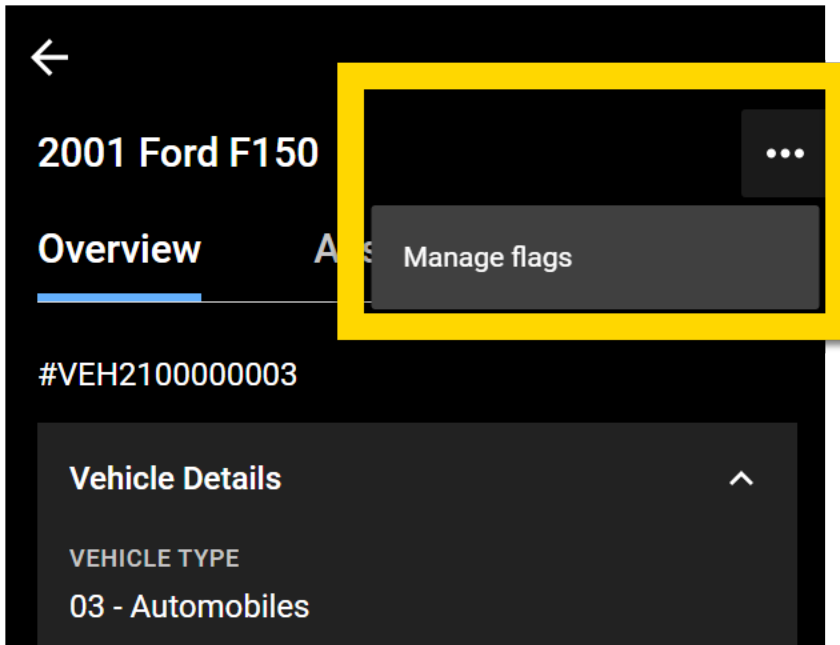 2001 Ford F150
Overview
Manage flags
#VEH2100000003
Vehicle Details
VEHICLE TYPE
03 - Automobiles